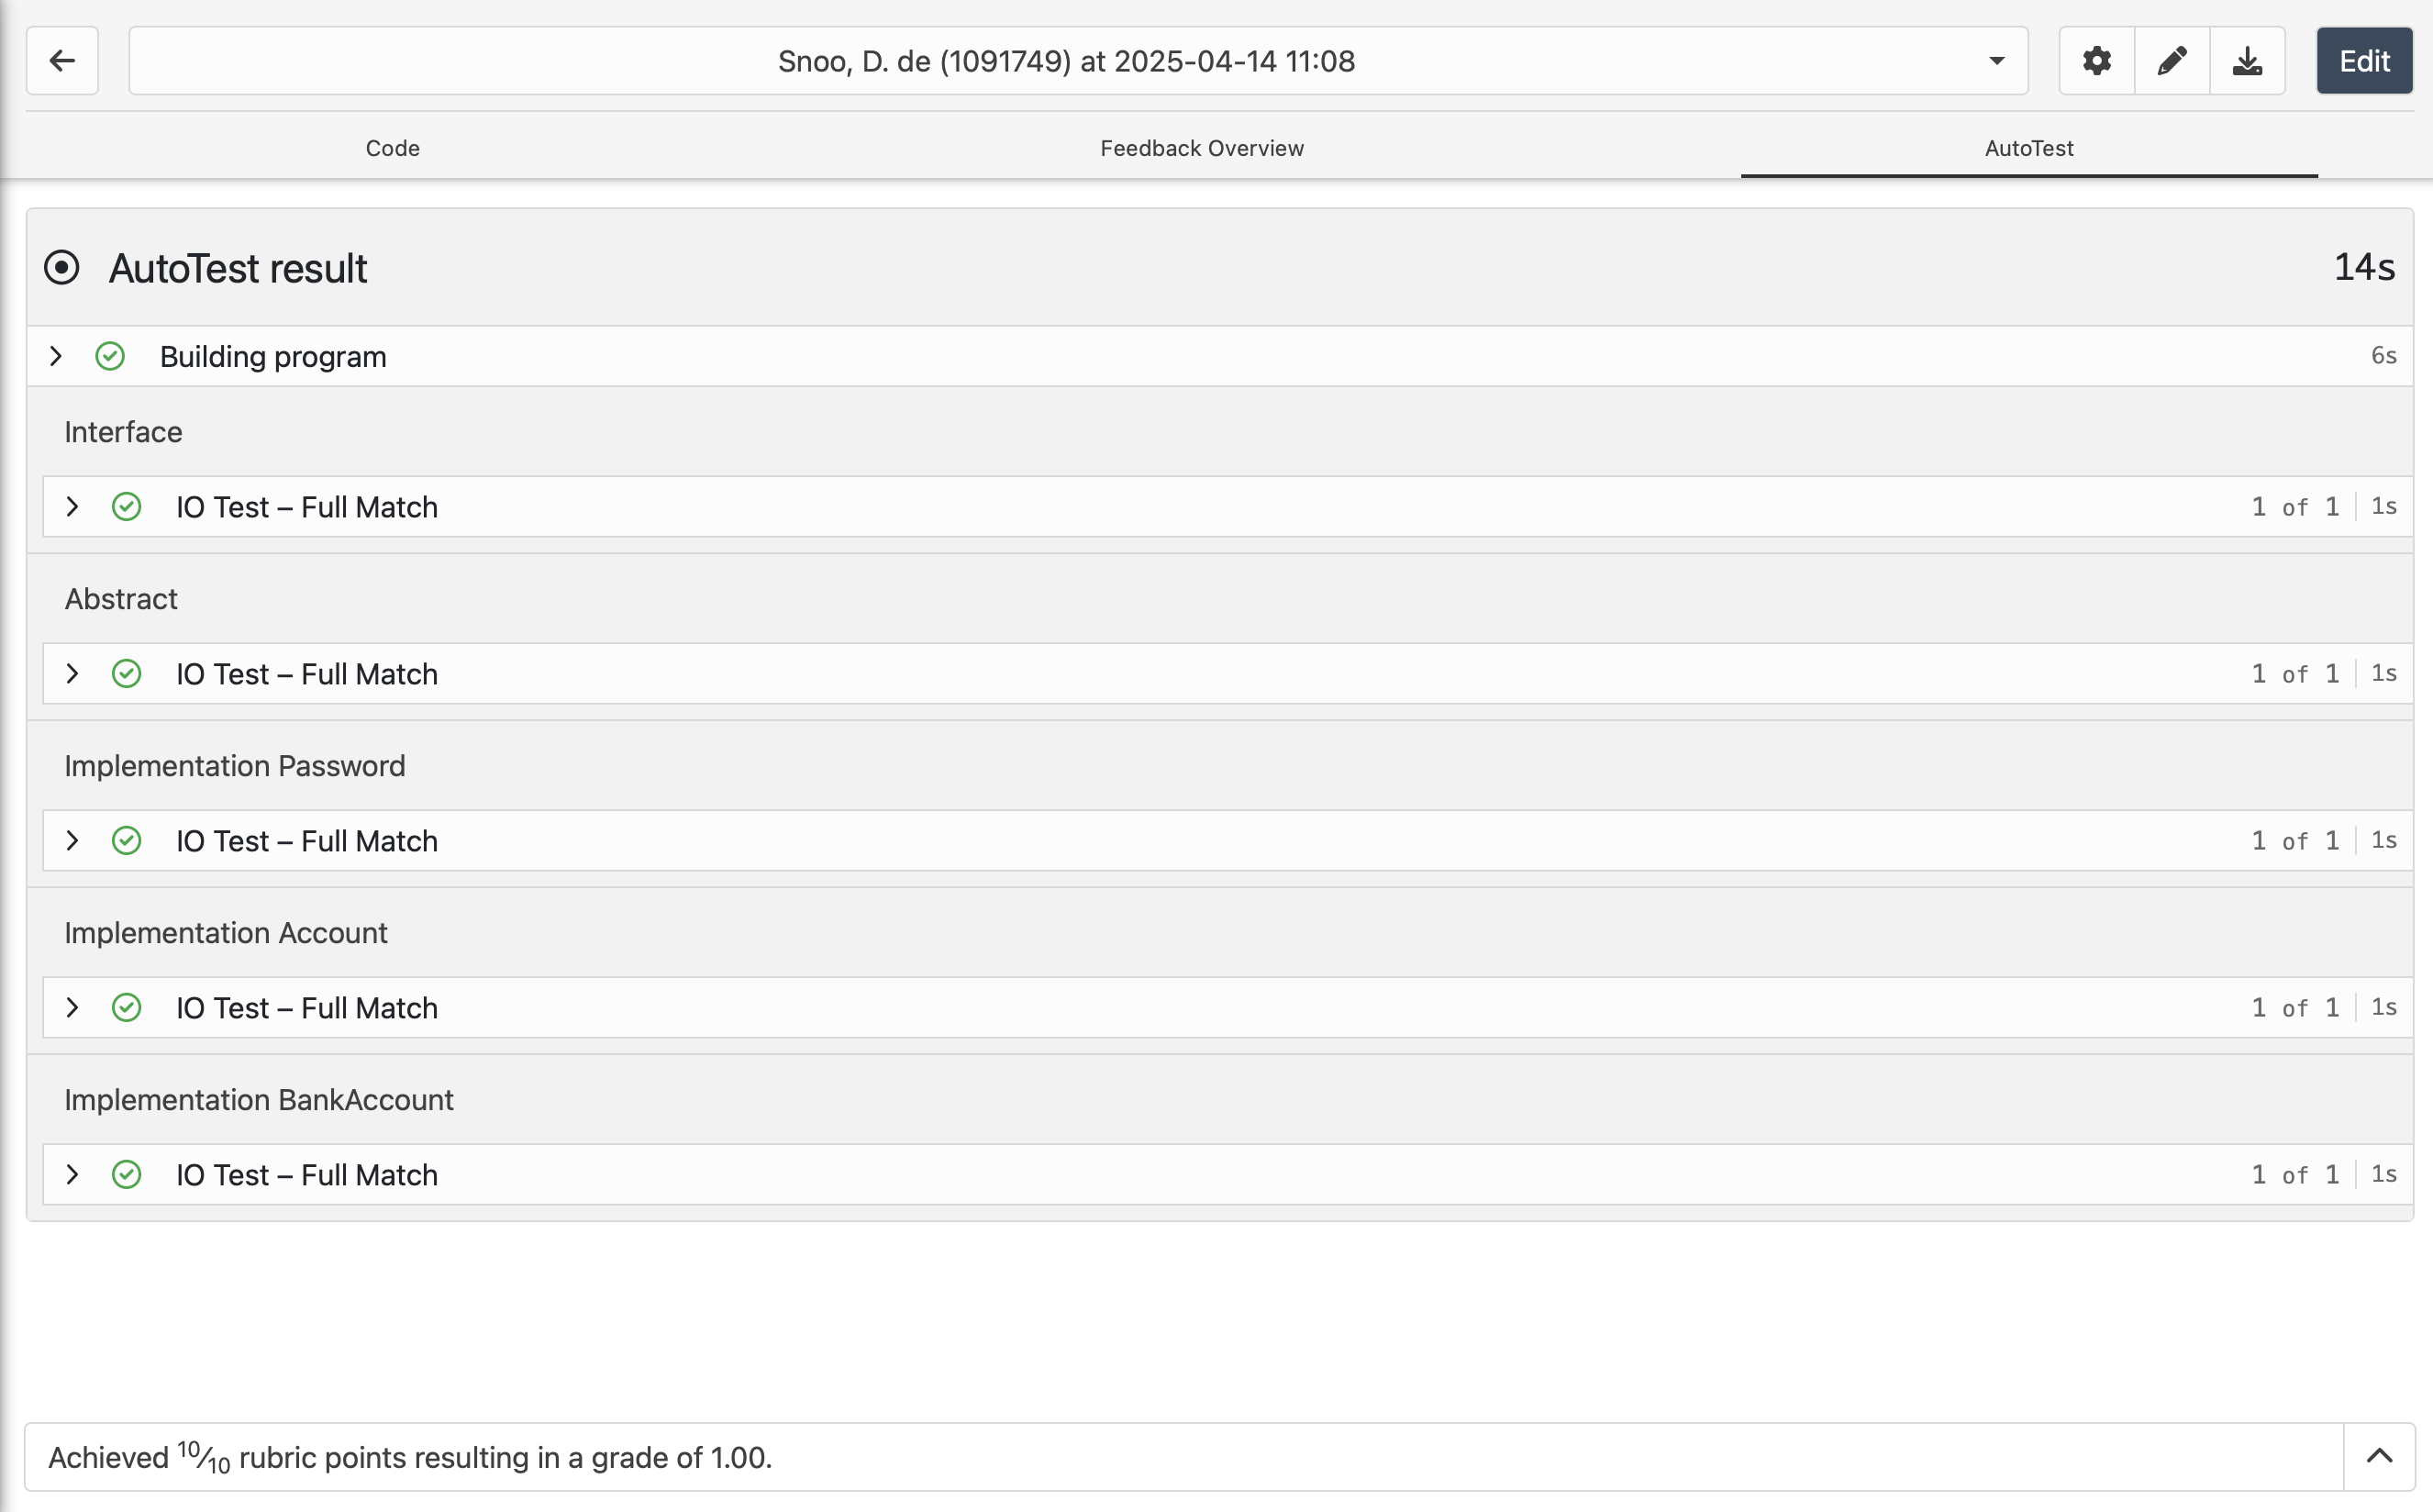 Snoo, D. de (1091749) at 2025-04-14 11:08
Edit
Code
Feedback Overview
AutoTest
AutoTest result
14s
Building program
6s
Interface
IO Test – Full Match
1 of 1
1s
Abstract
IO Test – Full Match
1 of 1
1s
Implementation Password
IO Test – Full Match
1 of 1
1s
Implementation Account
IO Test – Full Match
1 of 1
1s
Implementation BankAccount
IO Test – Full Match
1 of 1
1s
Achieved 10⁄10 rubric points resulting in a grade of 1.00.